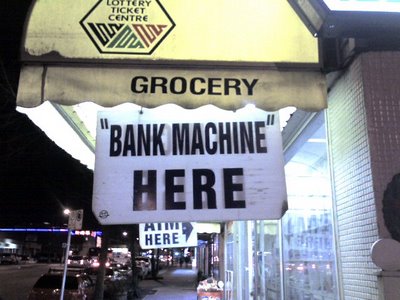 LOTTERY
TICKET
CENTRE
GROCERY
"BANK MACHINE"
HERE
ATM
HERE